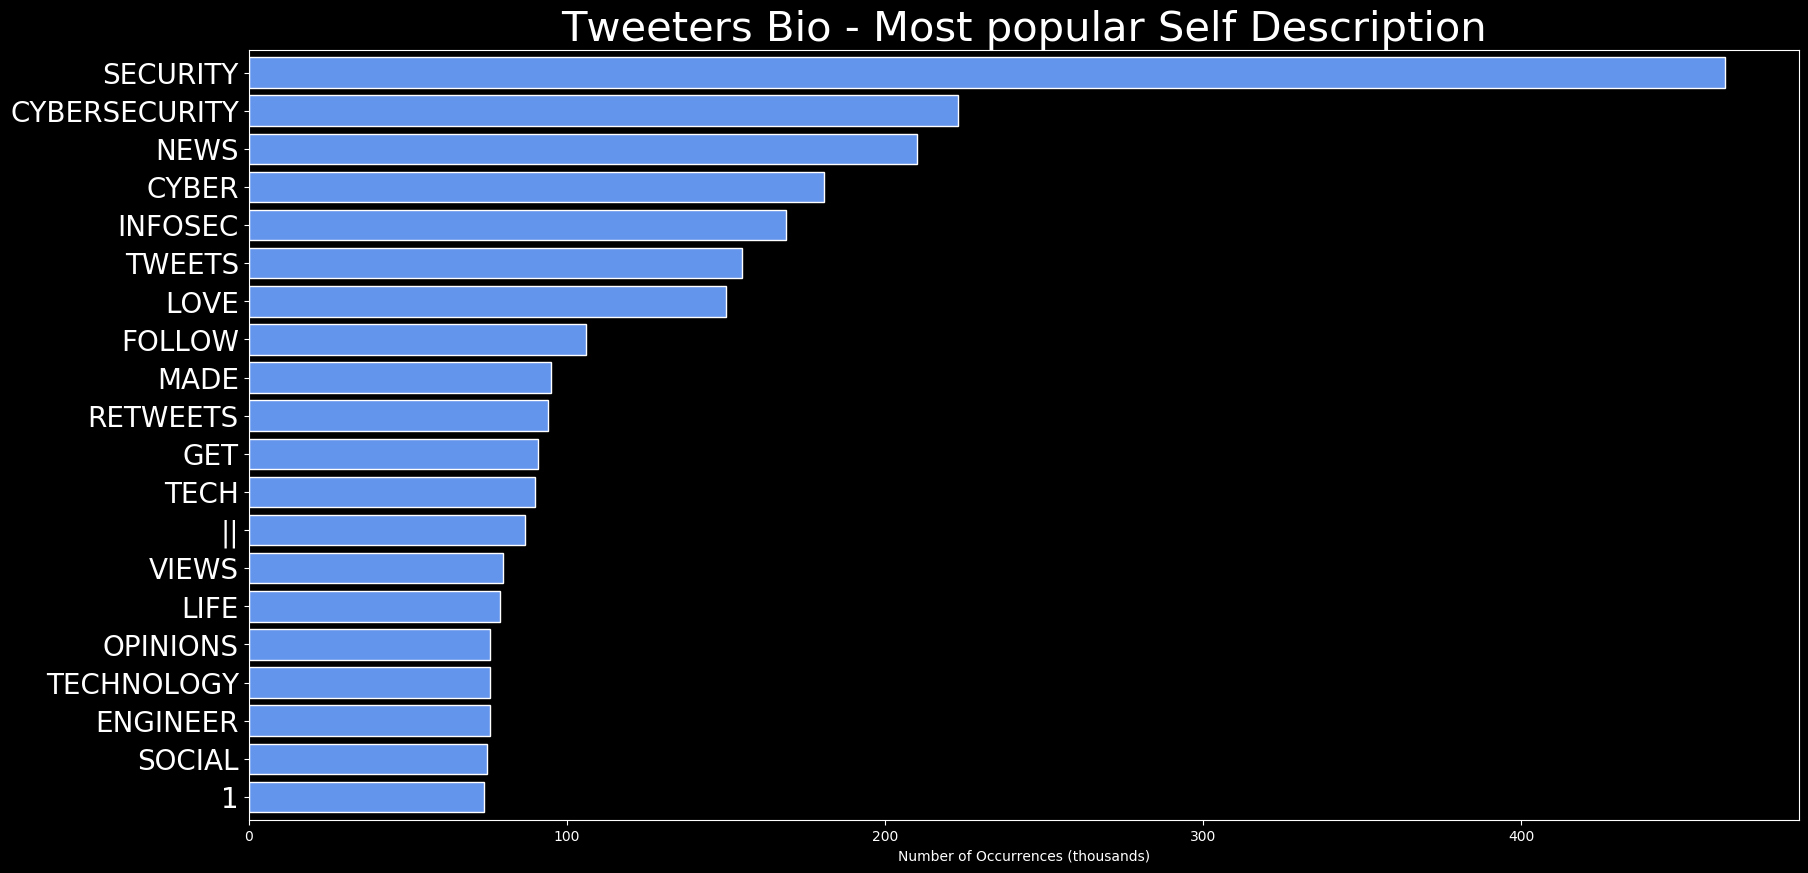 Tweeters Bio - Most popular Self Description
SECURITY
CYBERSECURITY
NEWS
CYBER
INFOSEC
TWEETS
LOVE
FOLLOW
MADE
RETWEETS
GET
TECH
||
VIEWS
LIFE
OPINIONS
TECHNOLOGY
ENGINEER
SOCIAL
1
0 100 200 300 400
Number of Occurrences (thousands)